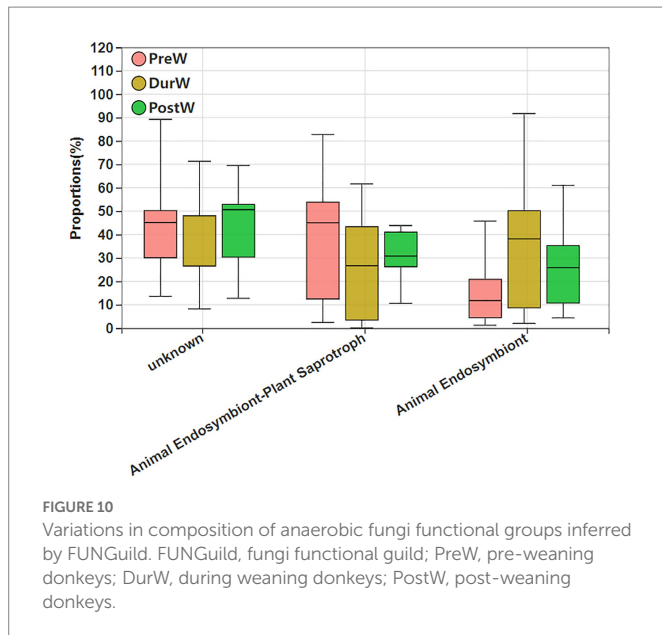 120
110
100
90
80
70
60
50
40
30
20
10
0
Proportions(%)
PreW
DurW
PostW
unknown
Animal Endosymbiont-Plant Saprotroph
Animal Endosymbiont
FIGURE 10
Variations in composition of anaerobic fungi functional groups inferred
by FUNGuild. FUNGuild, fungi functional guild; PreW, pre-weaning
donkeys; DurW, during weaning donkeys; PostW, post-weaning
donkeys.